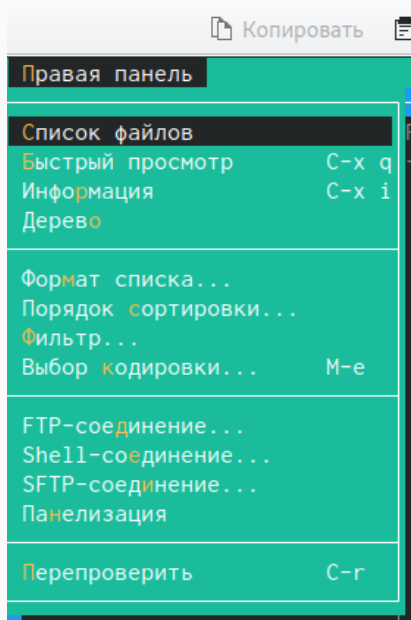 Копировать
Правая панель
Список файлов
Быстрый просмотр C-x q
Информация C-x i
Дерево
Формат списка...
Порядок сортировки...
Фильтр...
Выбор кодировки... M-e
FTP-соединение...
Shell-соединение...
SFTP-соединение...
Панелизация
Перепроверить C-r